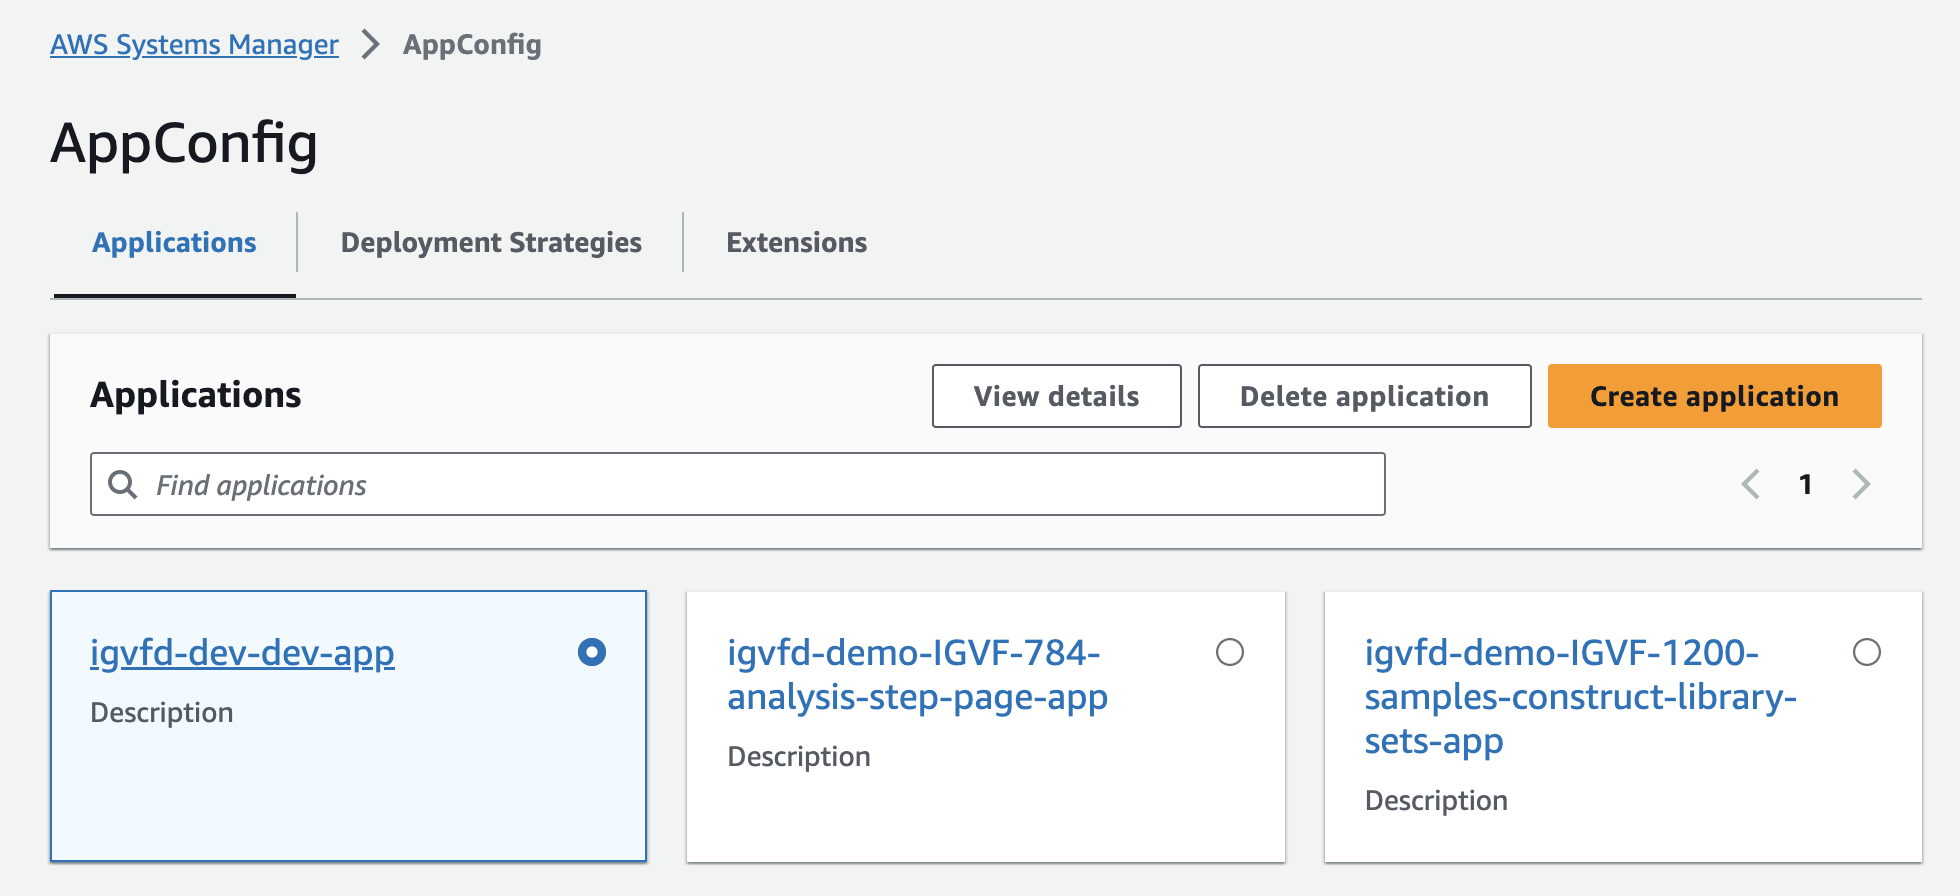 AWS Systems Manager > AppConfig
AppConfig
Applications
Deployment Strategies
Extensions
Applications
View details
Delete application
Create application
Find applications
1
igvfd-dev-dev-app
Description
igvfd-demo-IGVF-784-
analysis-step-page-app
Description
igvfd-demo-IGVF-1200-
samples-construct-library-
sets-app
Description